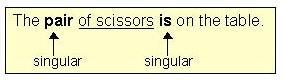 The pair of scissors is on the table.
singular singular